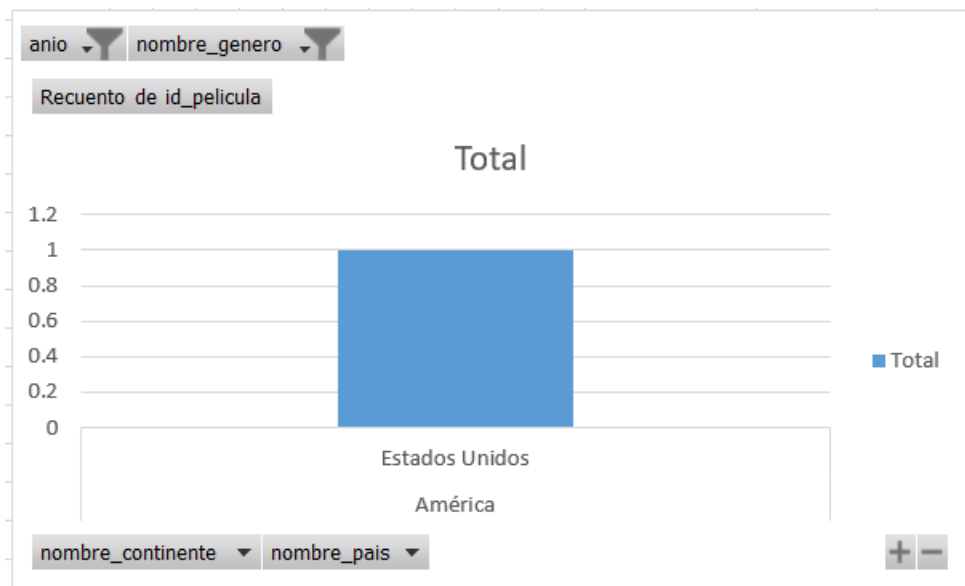 anio nombre_genero
Recuento de id_pelicula
Total
1.2
1
0.8
0.6
0.4
0.2
0
Total
Estados Unidos
América
nombre_continente nombre_pais